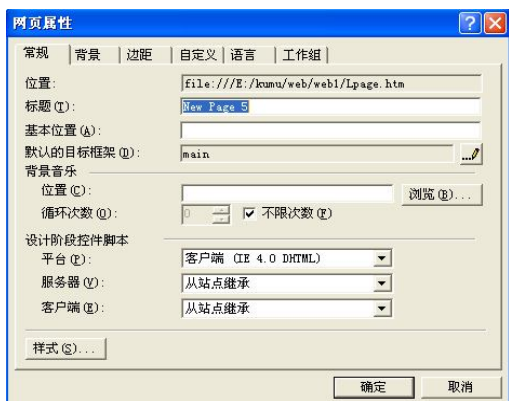 网页属性
常规 背景 边距 自定义 语言 工作组
位置: file:///E:/kumu/web/web1/Lpage.htm
标题(T): New Page 5
基本位置(A):
默认的目标框架(D): main
背景音乐
位置(C): 浏览(B)...
循环次数(O): 0 不限次数(F)
设计阶段控件脚本
平台(P): 客户端 (IE 4.0 DHTML)
服务器(V): 从站点继承
客户端(E): 从站点继承
样式(S)...
确定 取消